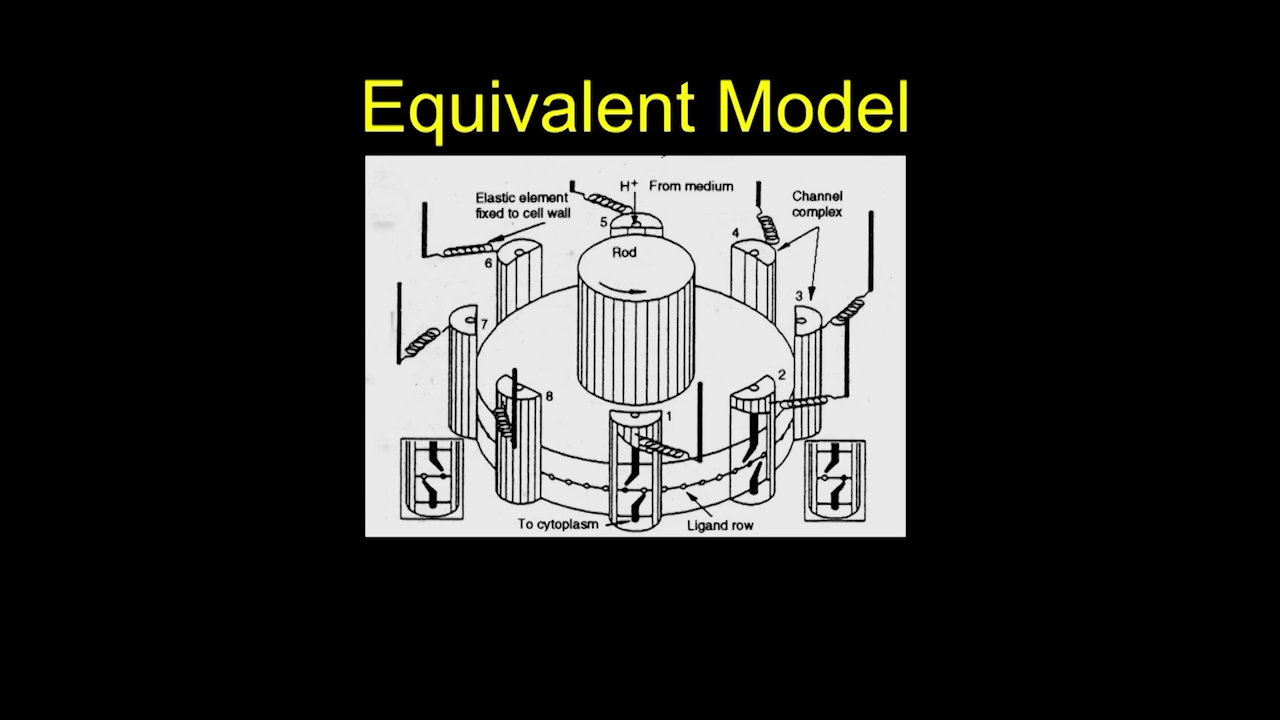 Equivalent Model
H⁺ From medium
Elastic element
fixed to cell wall
Channel
complex
5
4
Rod
6
3
7
2
8
1
To cytoplasm
Ligand row